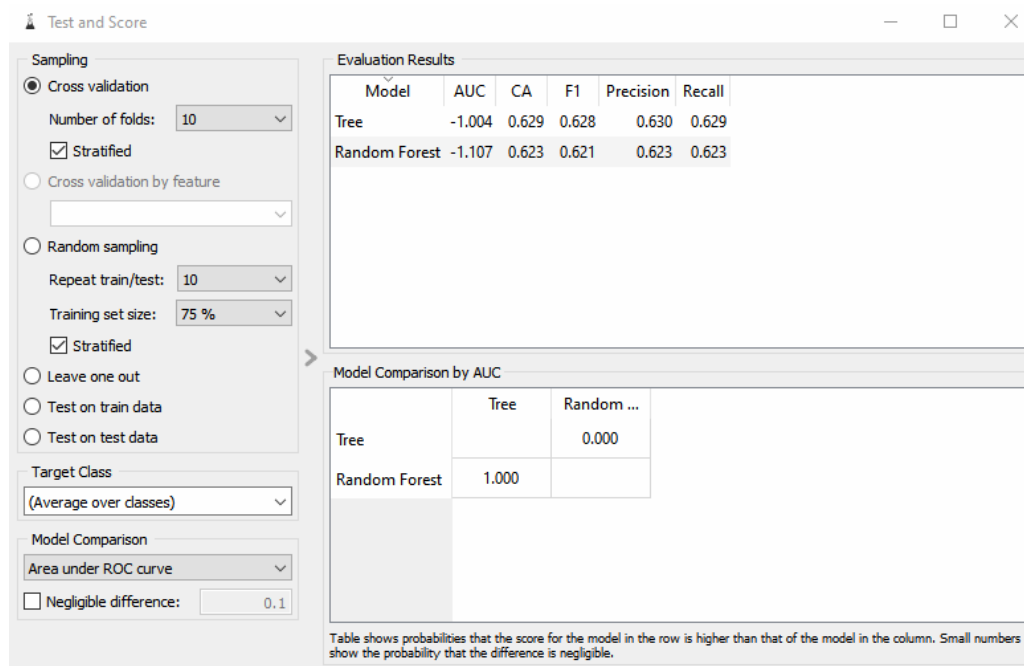 Test and Score
Sampling
Cross validation
Number of folds: 10
Stratified
Cross validation by feature
Random sampling
Repeat train/test: 10
Training set size: 75 %
Stratified
Leave one out
Test on train data
Test on test data
Target Class
(Average over classes)
Model Comparison
Area under ROC curve
Negligible difference: 0.1
Evaluation Results
Model AUC CA F1 Precision Recall
Tree -1.004 0.629 0.628 0.630 0.629
Random Forest -1.107 0.623 0.621 0.623 0.623
Model Comparison by AUC
Tree Random ...
Tree 0.000
Random Forest 1.000
Table shows probabilities that the score for the model in the row is higher than that of the model in the column. Small numbers
show the probability that the difference is negligible.